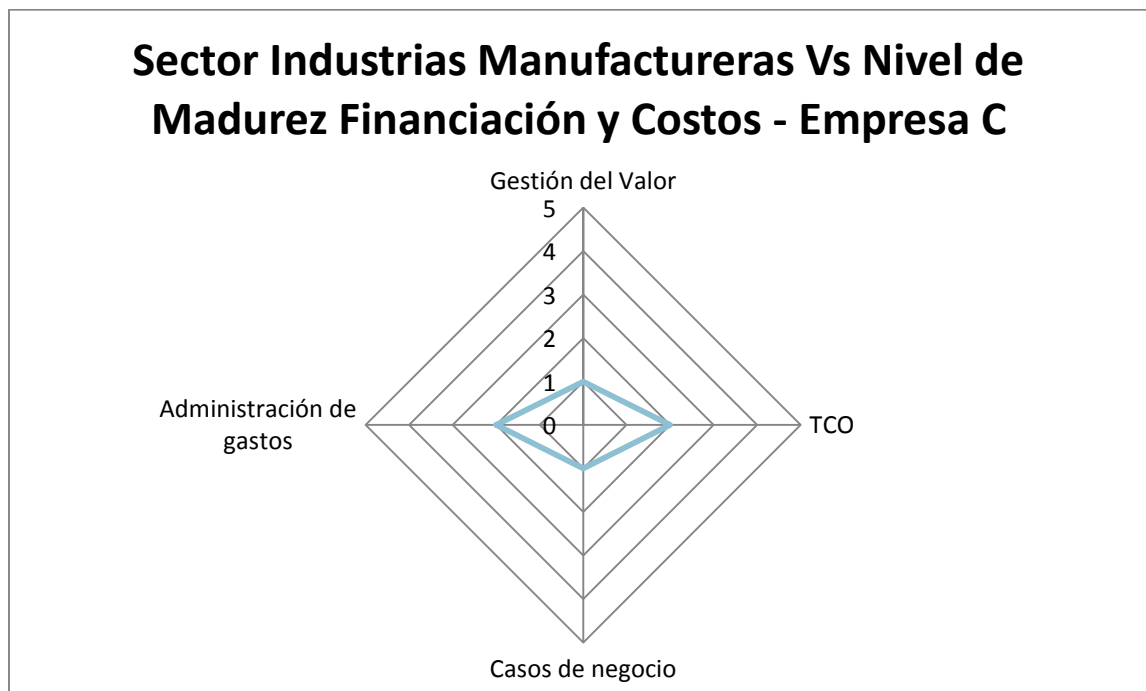 Sector Industrias Manufactureras Vs Nivel de
Madurez Financiación y Costos - Empresa C
Gestión del Valor
5
4
3
2
1
0
TCO
Administración de
gastos
Casos de negocio